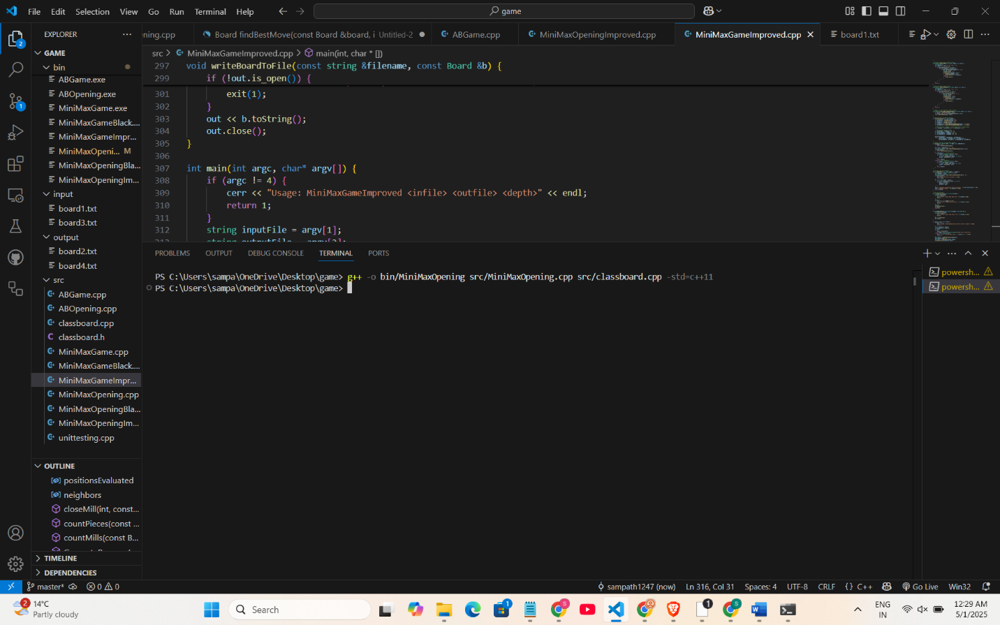 File Edit Selection View Go Run Terminal Help
game
EXPLORER
ning.cpp
Board findBestMove(const Board &board, i Untitled-2
ABGame.cpp
MiniMaxOpeningImproved.cpp
MiniMaxGameImproved.cpp
board1.txt
2
1
GAME
bin
ABGame.exe
ABOpening.exe
MiniMaxGame.exe
MiniMaxGameBlack....
MiniMaxGameImpr...
MiniMaxOpeni... M
MiniMaxOpeningBla...
MiniMaxOpeningIm...
input
board1.txt
board3.txt
output
board2.txt
board4.txt
src
ABGame.cpp
ABOpening.cpp
classboard.cpp
classboard.h
MiniMaxGame.cpp
MiniMaxGameBlack....
MiniMaxGameImpr...
MiniMaxOpening.cpp
MiniMaxOpeningBla...
MiniMaxOpeningIm...
unittesting.cpp
OUTLINE
positionsEvaluated
neighbors
closeMill(int, const...
countPieces(const ...
countMills(const B...
TIMELINE
DEPENDENCIES
src > MiniMaxGameImproved.cpp > main(int, char * [])
297 void writeBoardToFile(const string &filename, const Board &b) {
299 if (!out.is_open()) {
301 exit(1);
302 }
303 out << b.toString();
304 out.close();
305 }
306
307 int main(int argc, char* argv[]) {
308 if (argc != 4) {
309 cerr << "Usage: MiniMaxGameImproved <infile> <outfile> <depth>" << endl;
310 return 1;
311 }
312 string inputFile = argv[1];
313 string outputFile = argv[2];
PROBLEMS OUTPUT DEBUG CONSOLE TERMINAL PORTS
PS C:\Users\sampa\OneDrive\Desktop\game> g++ -o bin/MiniMaxOpening src/MiniMaxOpening.cpp src/classboard.cpp -std=c++11
PS C:\Users\sampa\OneDrive\Desktop\game>
powersh...
powersh...
master* 0 0 sampath1247 (now) Ln 316, Col 31 Spaces: 4 UTF-8 CRLF {} C++ Go Live Win32
2
14°C
Partly cloudy
Search
1
S
1
S
ENG
IN
12:29 AM
5/1/2025